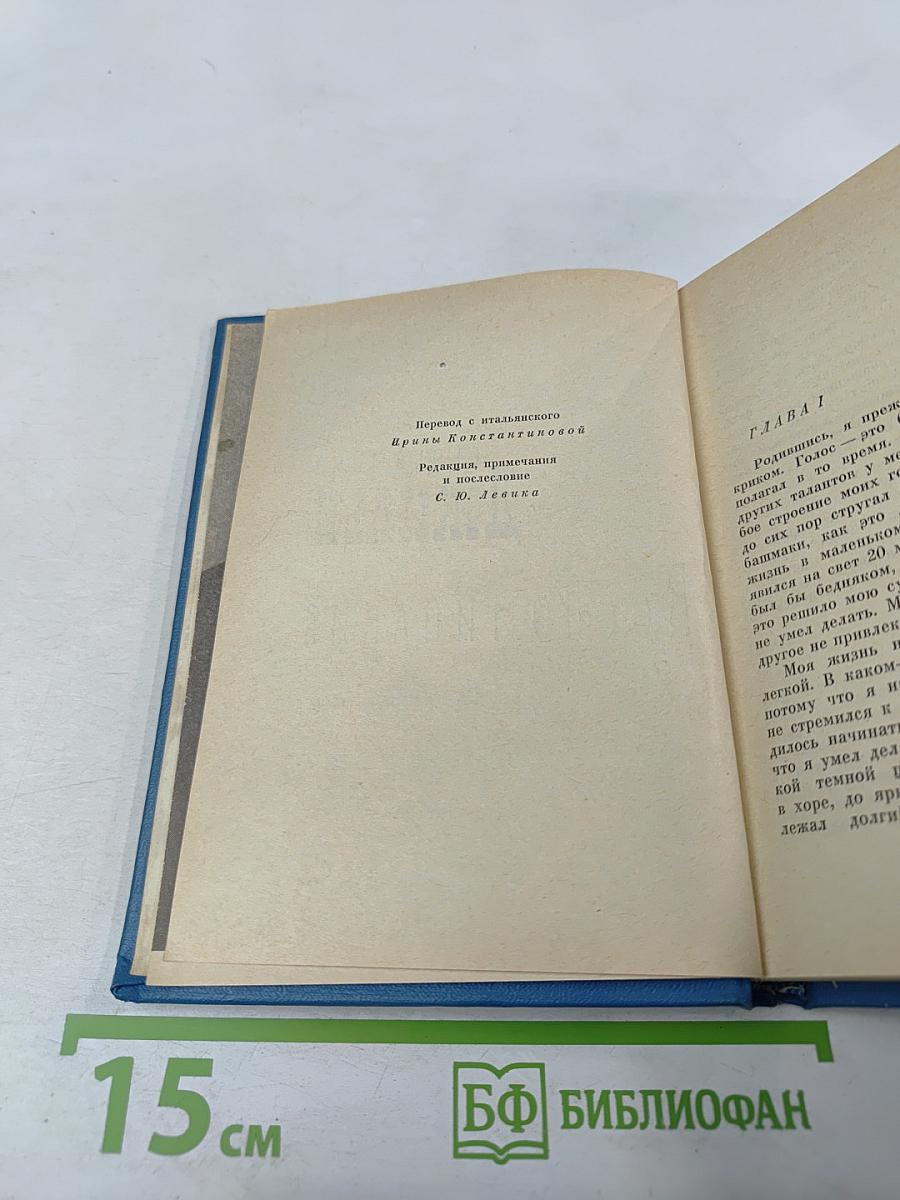 Перевод с итальянского
Ирины Константиновой
Редакция, примечания
и послесловие
С. Ю. Левика
ГЛАВА I
Родившись, я преж
криком. Голос — это
полагал в то время.
других талантов у ме
бое строение моих го
до сих пор стругал
башмаки, как это
жизнь в маленьком
явился на свет 20 м
был бы бедняком,
это решило мою су
не умел делать. М
другое не привлек
Моя жизнь н
легкой. В каком-
потому что я н
не стремился к
дилось начинат
что я умел дел
кой темной ц
в хоре, до яр
лежал долги
15 см
БФ БИБЛИОФАН